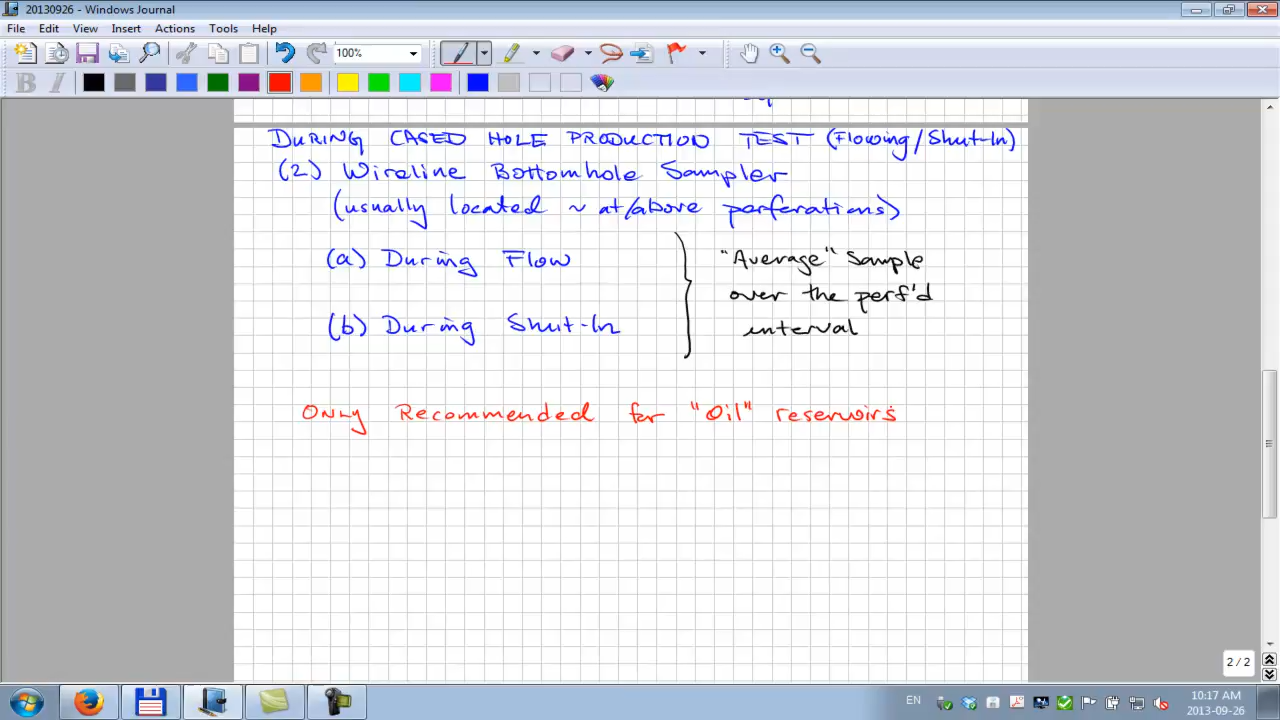 20130926 - Windows Journal
File Edit View Insert Actions Tools Help
100%
B I
DURING CASED HOLE PRODUCTION TEST (Flowing/Shut-In)
(2) Wireline Bottomhole Sampler
(usually located ~ at/above perforations)
(a) During Flow
"Average" Sample
over the perf'd
(b) During Shut-In
interval
Only Recommended for "Oil" reservoirs
2 / 2
EN
10:17 AM
2013-09-26